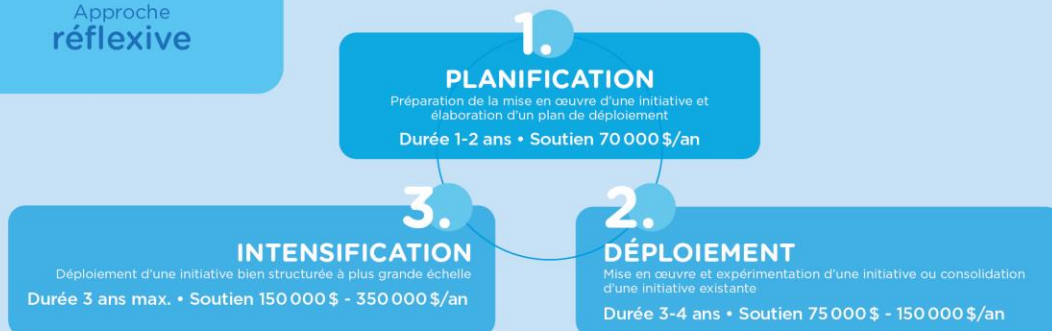 Approche
réflexive
1.
PLANIFICATION
Préparation de la mise en œuvre d'une initiative et
élaboration d'un plan de déploiement
Durée 1-2 ans • Soutien 70 000 $/an
3.
INTENSIFICATION
Déploiement d'une initiative bien structurée à plus grande échelle
Durée 3 ans max. • Soutien 150 000 $ - 350 000 $/an
2.
DÉPLOIEMENT
Mise en œuvre et expérimentation d'une initiative ou consolidation
d'une initiative existante
Durée 3-4 ans • Soutien 75 000 $ - 150 000 $/an